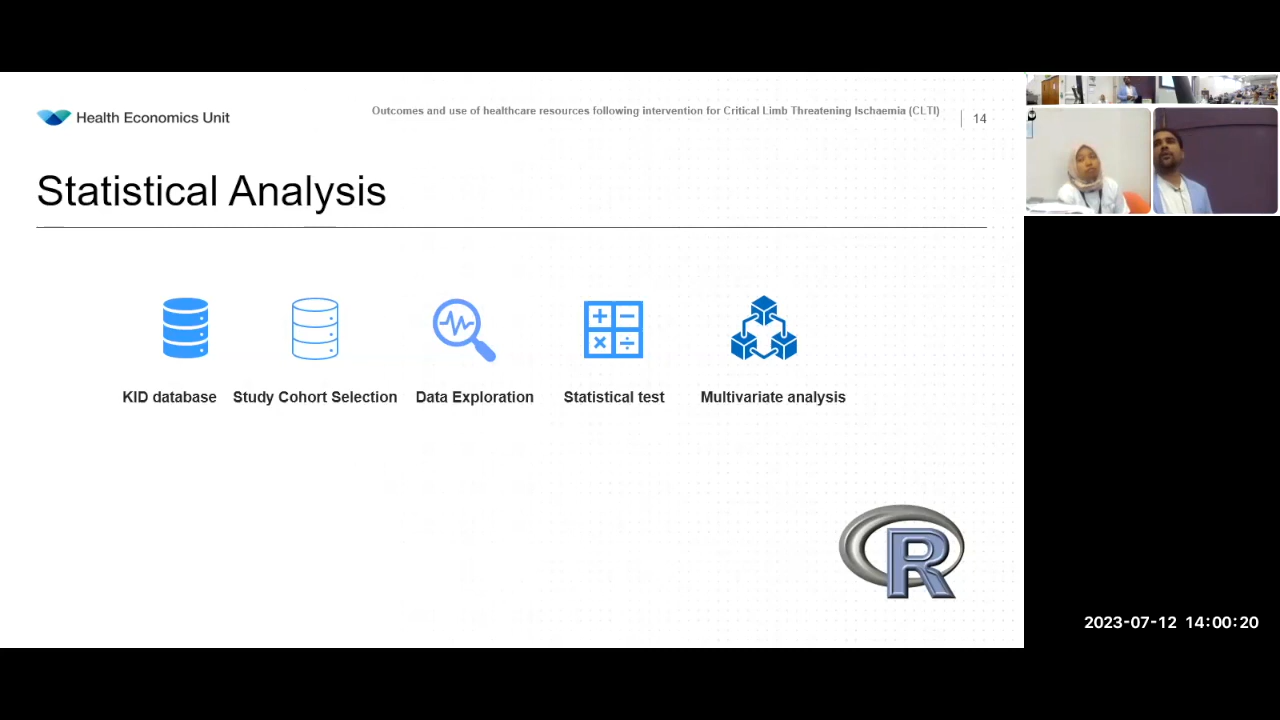 Health Economics Unit
Outcomes and use of healthcare resources following intervention for Critical Limb Threatening Ischaemia (CLTI)
14
Statistical Analysis
KID database
Study Cohort Selection
Data Exploration
Statistical test
Multivariate analysis
R
2023-07-12 14:00:20